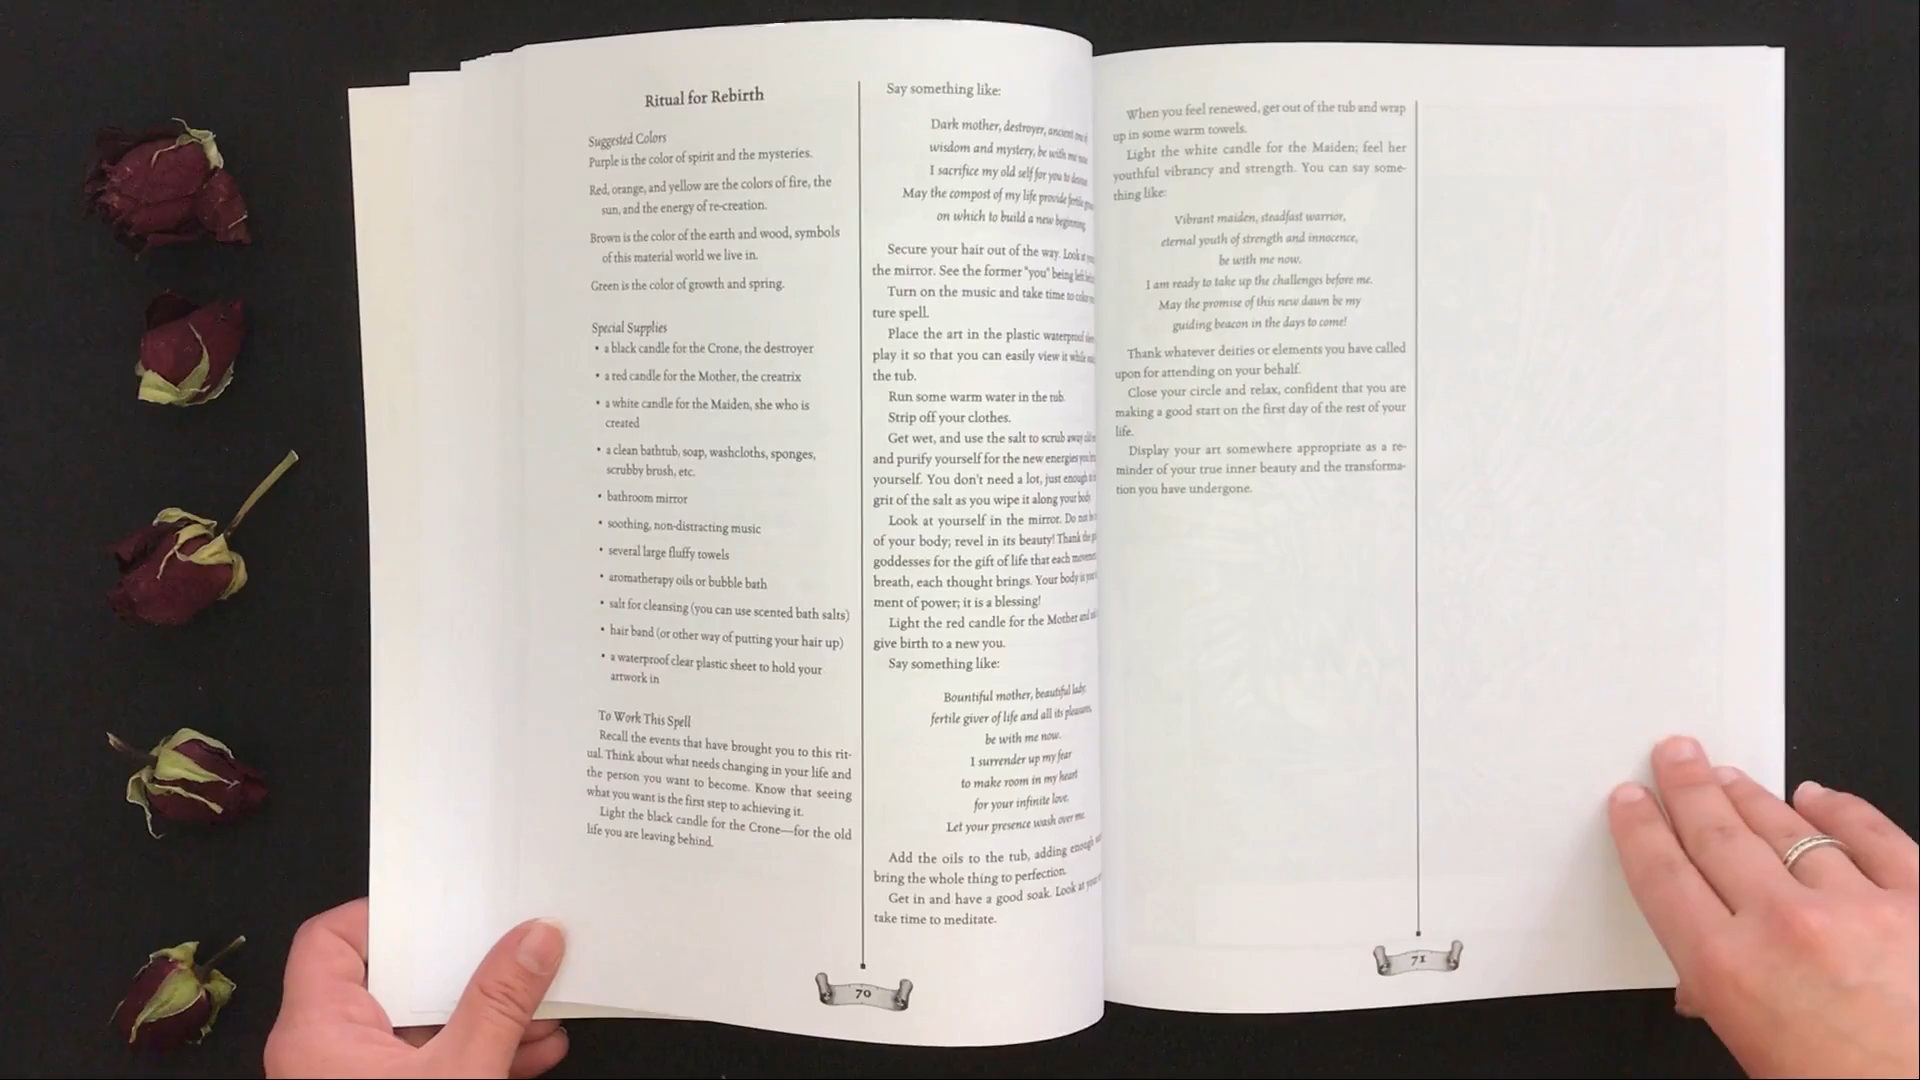 Ritual for Rebirth
Suggested Colors
Purple is the color of spirit and the mysteries.
Red, orange, and yellow are the colors of fire, the
sun, and the energy of re-creation.
Brown is the color of the earth and wood, symbols
of this material world we live in.
Green is the color of growth and spring.
Special Supplies
• a black candle for the Crone, the destroyer
• a red candle for the Mother, the creatrix
• a white candle for the Maiden, she who is
created
• a clean bathtub, soap, washcloths, sponges,
scrubby brush, etc.
• bathroom mirror
• soothing, non-distracting music
• several large fluffy towels
• aromatherapy oils or bubble bath
• salt for cleansing (you can use scented bath salts)
• hair band (or other way of putting your hair up)
• a waterproof clear plastic sheet to hold your
artwork in
To Work This Spell
Recall the events that have brought you to this rit-
ual. Think about what needs changing in your life and
the person you want to become. Know that seeing
what you want is the first step to achieving it.
Light the black candle for the Crone—for the old
life you are leaving behind.
Say something like:
Dark mother, destroyer, ancient
wisdom and mystery, be with me
I sacrifice my old self for you to
May the compost of my life provide fertile
on which to build a new beginning
Secure your hair out of the way. Look
the mirror. See the former "you" being left
Turn on the music and take time to
ture spell.
Place the art in the plastic waterproof
play it so that you can easily view it while
the tub.
Run some warm water in the tub.
Strip off your clothes.
Get wet, and use the salt to scrub away
and purify yourself for the new energies
yourself. You don't need a lot, just enough
grit of the salt as you wipe it along your body
Look at yourself in the mirror. Do not
of your body; revel in its beauty! Thank the
goddesses for the gift of life that each
breath, each thought brings. Your body is
ment of power; it is a blessing!
Light the red candle for the Mother and
give birth to a new you.
Say something like:
Bountiful mother, beautiful lady,
fertile giver of life and all its pleasures,
be with me now.
I surrender up my fear
to make room in my heart
for your infinite love.
Let your presence wash over me.
Add the oils to the tub, adding enough
bring the whole thing to perfection.
Get in and have a good soak. Look at
take time to meditate.
70
When you feel renewed, get out of the tub and wrap
up in some warm towels.
Light the white candle for the Maiden; feel her
youthful vibrancy and strength. You can say some-
thing like:
Vibrant maiden, steadfast warrior,
eternal youth of strength and innocence,
be with me now.
I am ready to take up the challenges before me.
May the promise of this new dawn be my
guiding beacon in the days to come!
Thank whatever deities or elements you have called
upon for attending on your behalf.
Close your circle and relax, confident that you are
making a good start on the first day of the rest of your
life.
Display your art somewhere appropriate as a re-
minder of your true inner beauty and the transforma-
tion you have undergone.
71